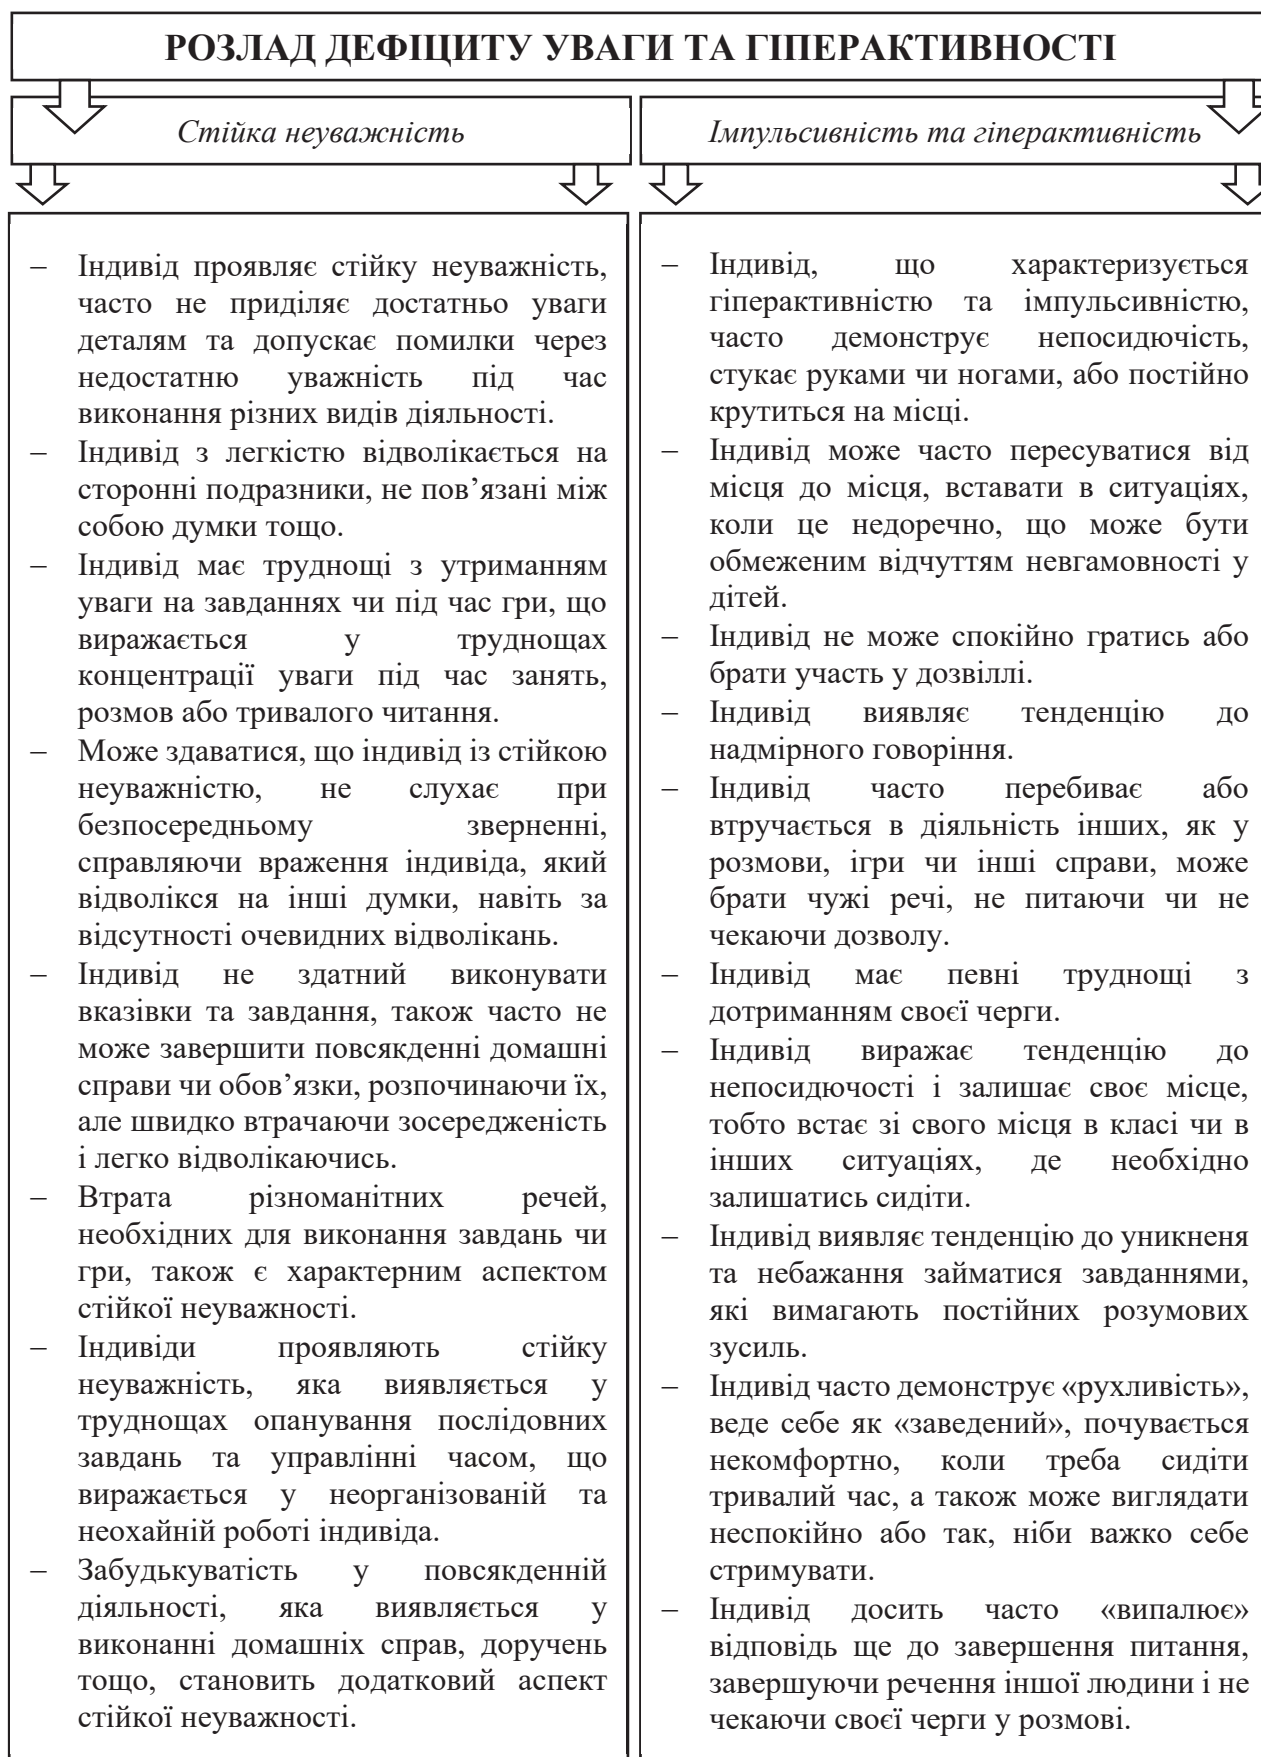 РОЗЛАД ДЕФІЦИТУ УВАГИ ТА ГІПЕРАКТИВНОСТІ
Стійка неуважність
– Індивід проявляє стійку неуважність,
часто не приділяє достатньо уваги
деталям та допускає помилки через
недостатню уважність під час
виконання різних видів діяльності.
– Індивід з легкістю відволікається на
сторонні подразники, не пов’язані між
собою думки тощо.
– Індивід має труднощі з утриманням
уваги на завданнях чи під час гри, що
виражається у труднощах
концентрації уваги під час занять,
розмов або тривалого читання.
– Може здаватися, що індивід із стійкою
неуважністю, не слухає при
безпосередньому зверненні,
справляючи враження індивіда, який
відволікся на інші думки, навіть за
відсутності очевидних відволікань.
– Індивід не здатний виконувати
вказівки та завдання, також часто не
може завершити повсякденні домашні
справи чи обов’язки, розпочинаючи їх,
але швидко втрачаючи зосередженість
і легко відволікаючись.
– Втрата різноманітних речей,
необхідних для виконання завдань чи
гри, також є характерним аспектом
стійкої неуважності.
– Індивіди проявляють стійку
неуважність, яка виявляється у
труднощах опанування послідовних
завдань та управлінні часом, що
виражається у неорганізованій та
неохайній роботі індивіда.
– Забудькуватість у повсякденній
діяльності, яка виявляється у
виконанні домашніх справ, доручень
тощо, становить додатковий аспект
стійкої неуважності.
Імпульсивність та гіперактивність
– Індивід, що характеризується
гіперактивністю та імпульсивністю,
часто демонструє непосидючість,
стукає руками чи ногами, або постійно
крутиться на місці.
– Індивід може часто пересуватися від
місця до місця, вставати в ситуаціях,
коли це недоречно, що може бути
обмеженим відчуттям невгамовності у
дітей.
– Індивід не може спокійно гратись або
брати участь у дозвіллі.
– Індивід виявляє тенденцію до
надмірного говоріння.
– Індивід часто перебиває або
втручається в діяльність інших, як у
розмови, ігри чи інші справи, може
брати чужі речі, не питаючи чи не
чекаючи дозволу.
– Індивід має певні труднощі з
дотриманням своєї черги.
– Індивід виражає тенденцію до
непосидючості і залишає своє місце,
тобто встає зі свого місця в класі чи в
інших ситуаціях, де необхідно
залишатись сидіти.
– Індивід виявляє тенденцію до уникненя
та небажання займатися завданнями,
які вимагають постійних розумових
зусиль.
– Індивід часто демонструє «рухливість»,
веде себе як «заведений», почувається
некомфортно, коли треба сидіти
тривалий час, а також може виглядати
неспокійно або так, ніби важко себе
стримувати.
– Індивід досить часто «випалює»
відповідь ще до завершення питання,
завершуючи речення іншої людини і не
чекаючи своєї черги у розмові.